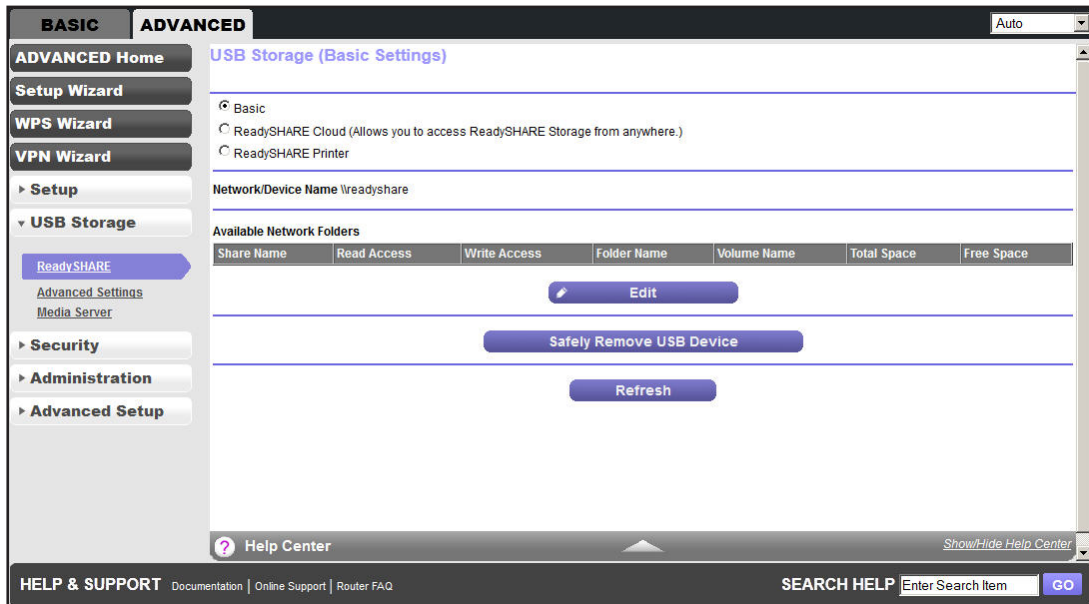 BASIC ADVANCED Auto
ADVANCED Home
Setup Wizard
WPS Wizard
VPN Wizard
Setup
USB Storage
ReadySHARE
Advanced Settings
Media Server
Security
Administration
Advanced Setup
USB Storage (Basic Settings)
Basic
ReadySHARE Cloud (Allows you to access ReadySHARE Storage from anywhere.)
ReadySHARE Printer
Network/Device Name \\readyshare
Available Network Folders
Share Name Read Access Write Access Folder Name Volume Name Total Space Free Space
Edit
Safely Remove USB Device
Refresh
? Help Center Show/Hide Help Center
HELP & SUPPORT Documentation | Online Support | Router FAQ SEARCH HELP Enter Search Item GO